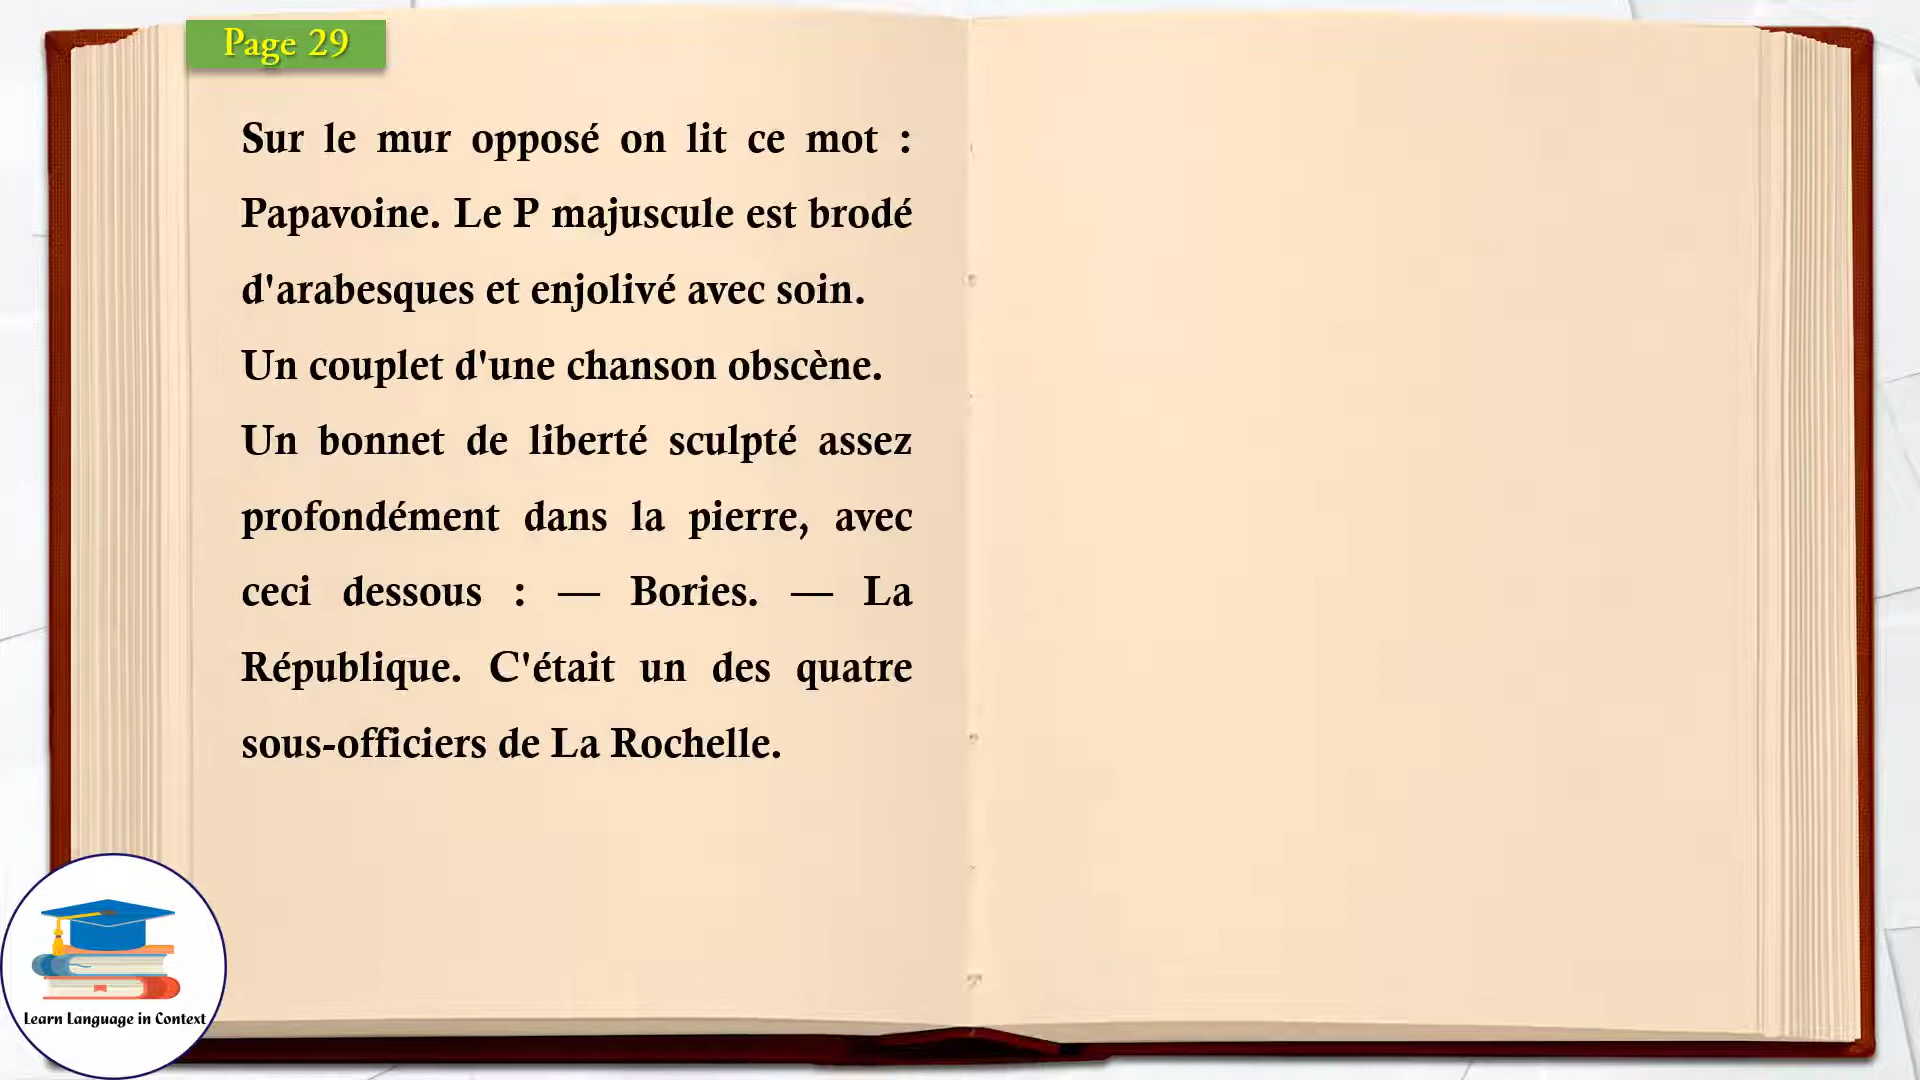 Page 29
Sur le mur opposé on lit ce mot :
Papavoine. Le P majuscule est brodé
d'arabesques et enjolivé avec soin.
Un couplet d'une chanson obscène.
Un bonnet de liberté sculpté assez
profondément dans la pierre, avec
ceci dessous : — Bories. — La
République. C'était un des quatre
sous-officiers de La Rochelle.
Learn Language in Context